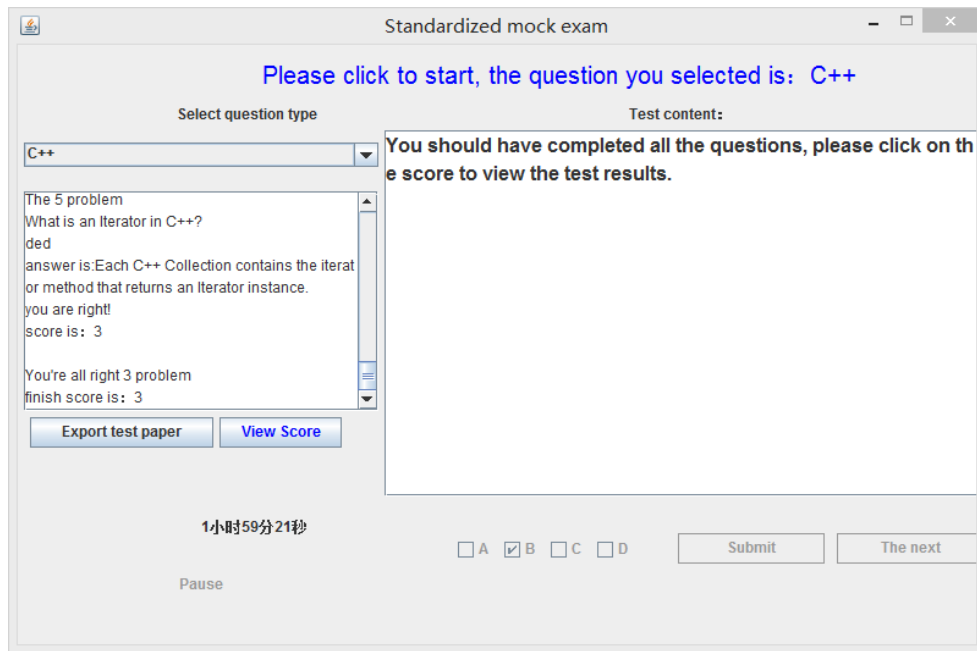 Standardized mock exam
Please click to start, the question you selected is：C++
Select question type
Test content：
C++
You should have completed all the questions, please click on th
e score to view the test results.
The 5 problem
What is an Iterator in C++?
ded
answer is:Each C++ Collection contains the iterat
or method that returns an Iterator instance.
you are right!
score is：3
You're all right 3 problem
finish score is：3
Export test paper
View Score
1小时59分21秒
A
B
C
D
Submit
The next
Pause